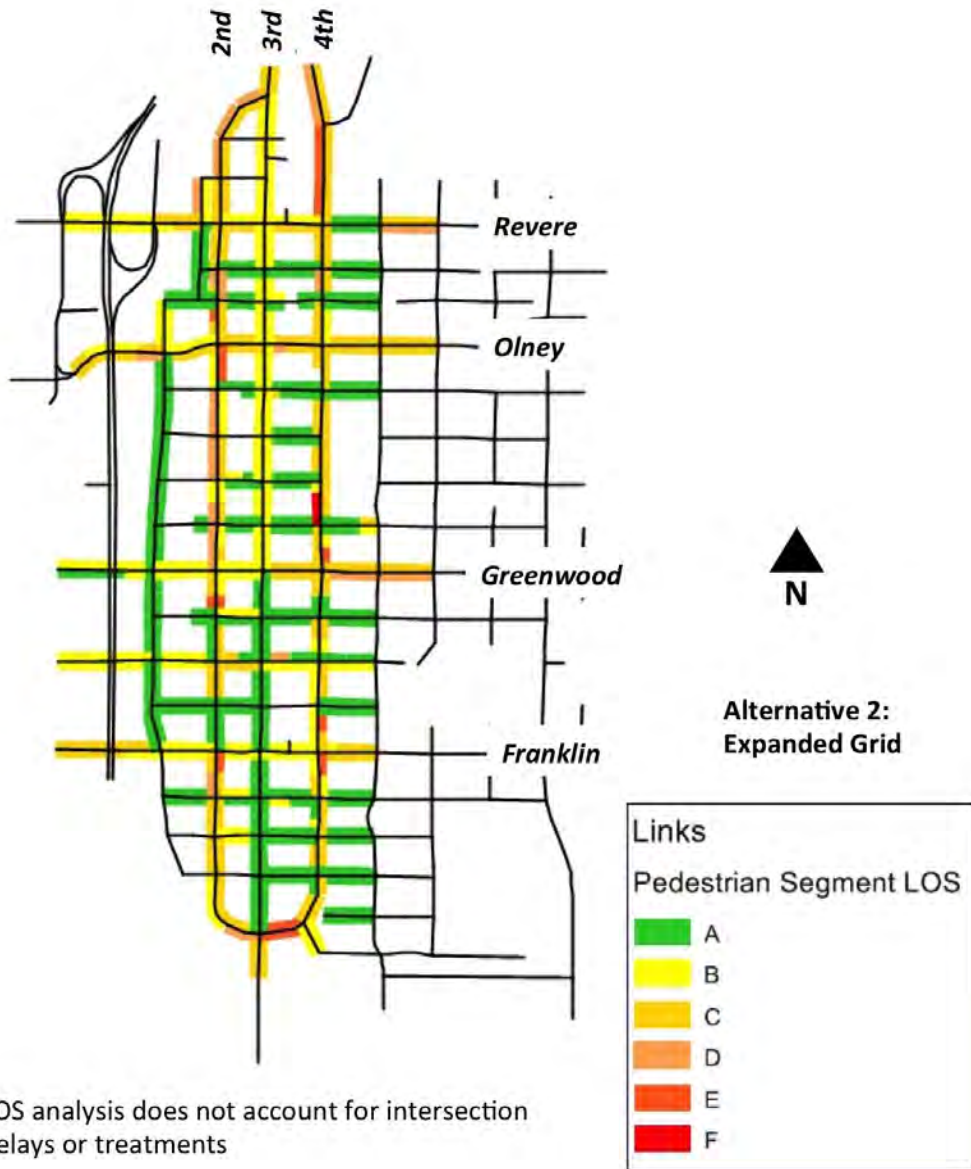 2nd
3rd
4th
Revere
Olney
Greenwood
N
Alternative 2:
Expanded Grid
Franklin
Links
Pedestrian Segment LOS
A
B
C
D
E
F
OS analysis does not account for intersection
elays or treatments